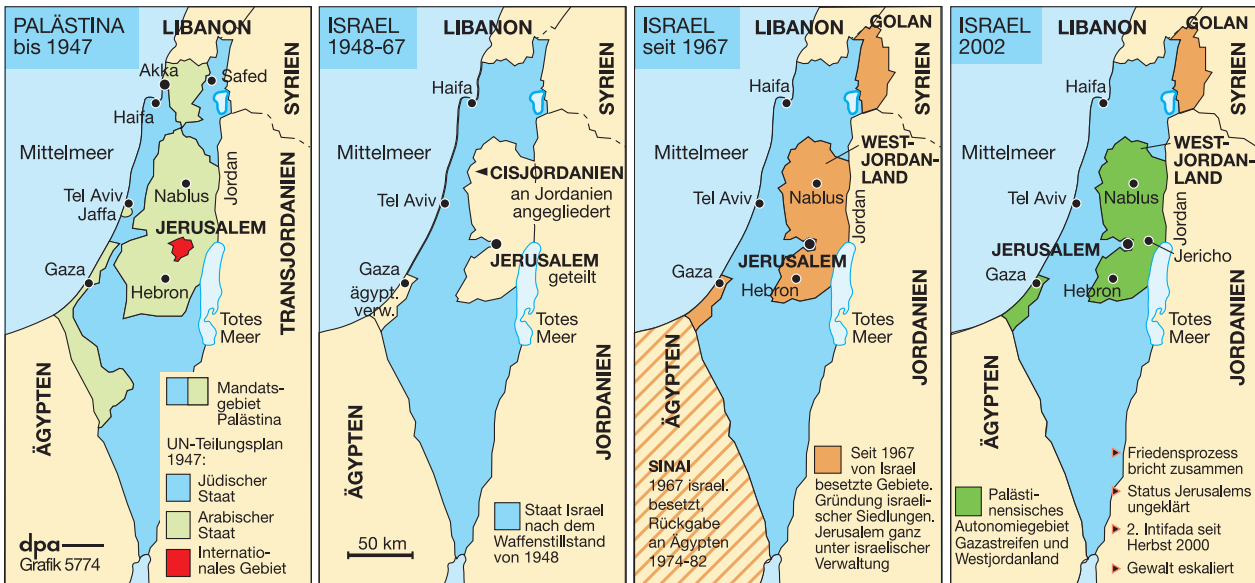 PALÄSTINA
bis 1947
LIBANON
Akka
Safed
SYRIEN
Haifa
Mittelmeer
Jordan
TRANSJORDANIEN
Nablus
Tel Aviv
Jaffa
JERUSALEM
Gaza
Hebron
Totes
Meer
ÄGYPTEN
Mandats-
gebiet
Palästina
UN-Teilungsplan
1947:
Jüdischer
Staat
Arabischer
Staat
Internatio-
nales Gebiet
dpa
Grafik 5774
ISRAEL
1948-67
LIBANON
SYRIEN
Haifa
Mittelmeer
CISJORDANIEN
an Jordanien
angegliedert
Tel Aviv
JERUSALEM
geteilt
Gaza
ägypt.
verw.
Totes
Meer
JORDANIEN
ÄGYPTEN
Staat Israel
nach dem
Waffenstillstand
von 1948
50 km
ISRAEL
seit 1967
GOLAN
LIBANON
SYRIEN
Haifa
WEST-
JORDAN-
LAND
Mittelmeer
Nablus
Tel Aviv
Jordan
JERUSALEM
Gaza
Hebron
Totes
Meer
JORDANIEN
ÄGYPTEN
SINAI
1967 israel.
besetzt,
Rückgabe
an Ägypten
1974-82
Seit 1967
von Israel
besetzte Gebiete.
Gründung israeli-
scher Siedlungen.
Jerusalem ganz
unter israelischer
Verwaltung
ISRAEL
2002
GOLAN
LIBANON
SYRIEN
Haifa
WEST-
JORDAN-
LAND
Mittelmeer
Nablus
Tel Aviv
Jordan
JERUSALEM
Jericho
Gaza
Hebron
Totes
Meer
JORDANIEN
ÄGYPTEN
Palästi-
nensisches
Autonomiegebiet
Gazastreifen und
Westjordanland
Friedensprozess
bricht zusammen
Status Jerusalems
ungeklärt
2. Intifada seit
Herbst 2000
Gewalt eskaliert